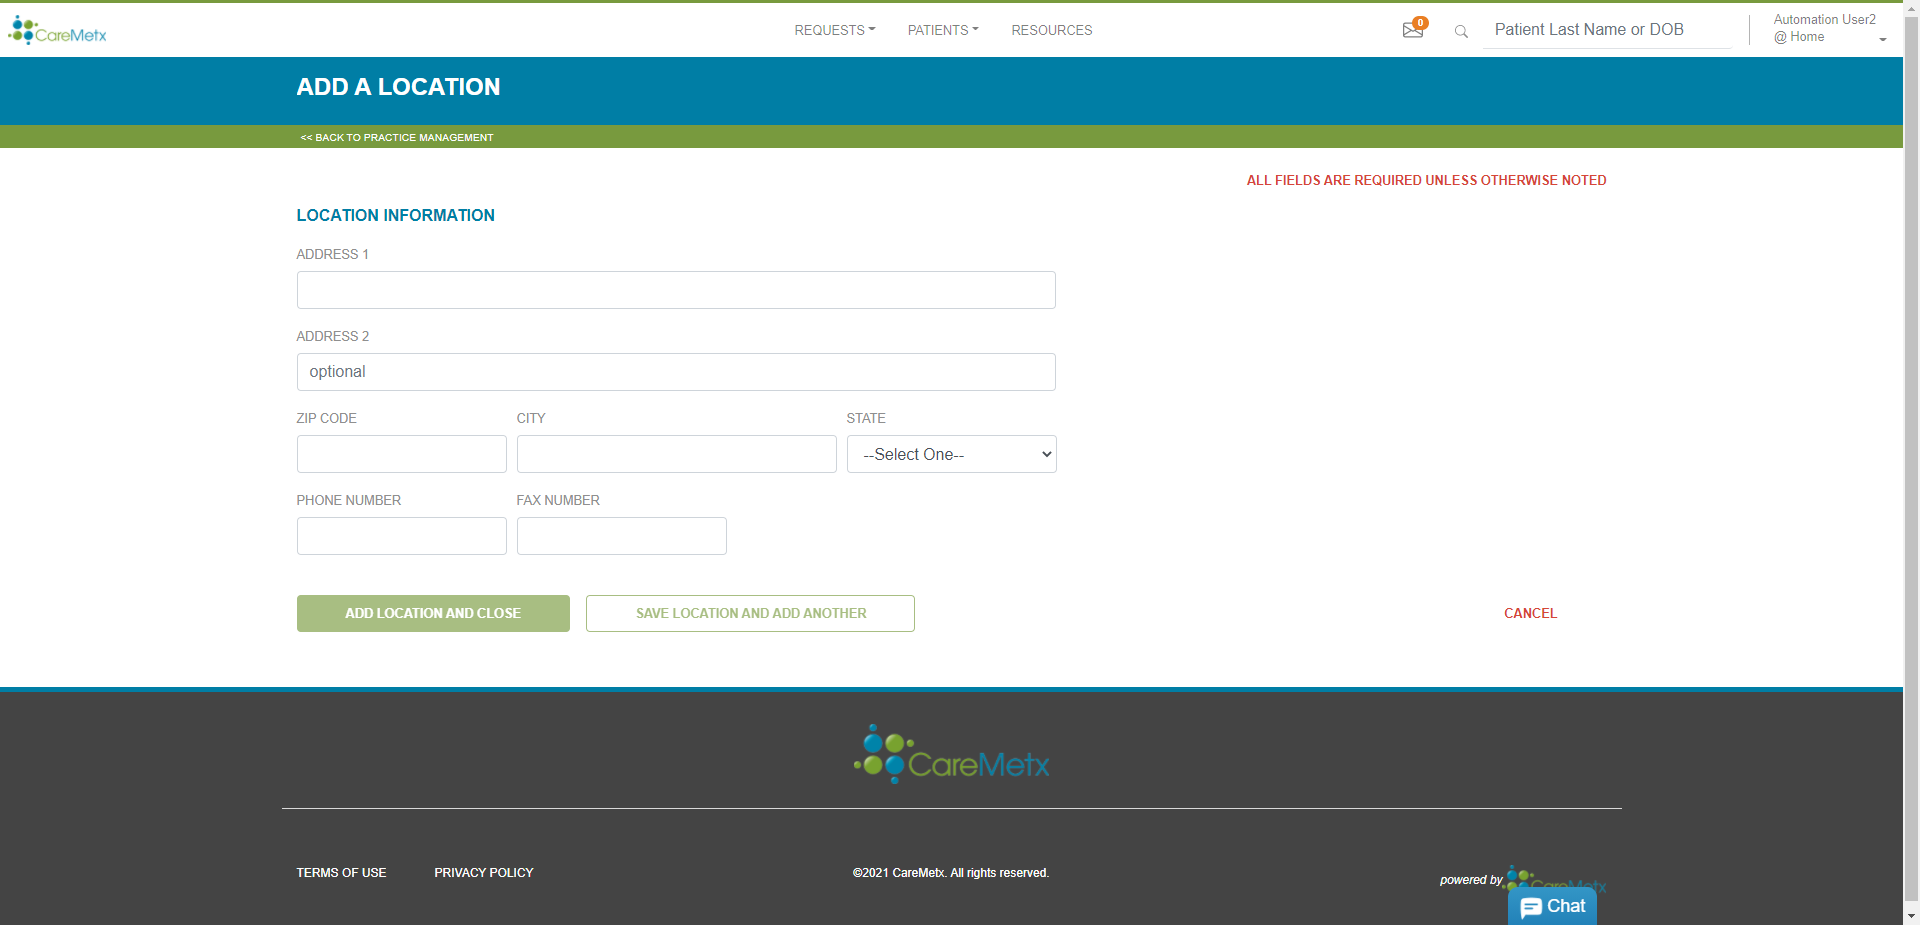 CareMetx
REQUESTS
PATIENTS
RESOURCES
0
Patient Last Name or DOB
Automation User2
@ Home
ADD A LOCATION
<< BACK TO PRACTICE MANAGEMENT
ALL FIELDS ARE REQUIRED UNLESS OTHERWISE NOTED
LOCATION INFORMATION
ADDRESS 1
ADDRESS 2
optional
ZIP CODE
CITY
STATE
--Select One--
PHONE NUMBER
FAX NUMBER
ADD LOCATION AND CLOSE
SAVE LOCATION AND ADD ANOTHER
CANCEL
CareMetx
TERMS OF USE
PRIVACY POLICY
©2021 CareMetx. All rights reserved.
powered by
CareMetx
Chat